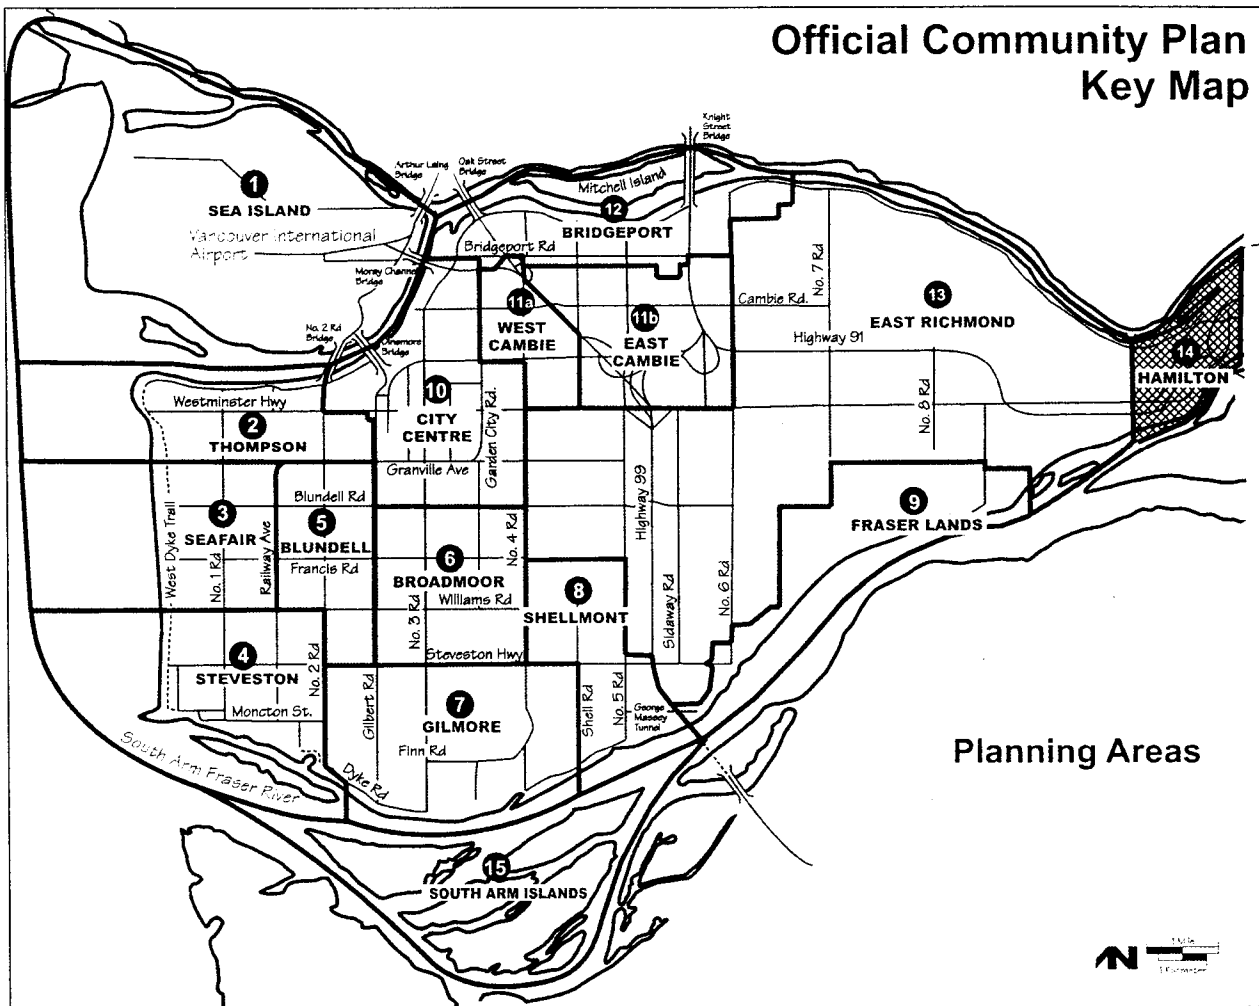 Official Community Plan
Key Map
Knight
Street
Bridge
Arthur Laing
Bridge
Oak Street
Bridge
Mitchell Island
1
SEA ISLAND
12
BRIDGEPORT
Vancouver International
Airport
Bridgeport Rd
Moray Channel
Bridge
No. 7 Rd
11a
WEST
CAMBIE
11b
EAST
CAMBIE
Cambie Rd.
13
EAST RICHMOND
No. 2 Rd
Bridge
Dinsmore
Bridge
Highway 91
14
HAMILTON
10
CITY
CENTRE
Westminster Hwy
Garden City Rd.
No. 8 Rd
2
THOMPSON
Granville Ave
Highway 99
Blundell Rd
3
SEAFAIR
5
BLUNDELL
9
FRASER LANDS
West Dyke Trail
No. 1 Rd
Railway Ave
Francis Rd
No. 4 Rd
6
BROADMOOR
Williams Rd
8
SHELLMONT
No. 3 Rd
Sidaway Rd
No. 6 Rd
4
STEVESTON
No. 2 Rd
Steveston Hwy
Moncton St.
Gilbert Rd
7
GILMORE
Shell Rd
No. 5 Rd
George
Massey
Tunnel
Finn Rd
Planning Areas
South Arm Fraser River
Dyke Rd
15
SOUTH ARM ISLANDS
N
1 Mile
1 Kilometer